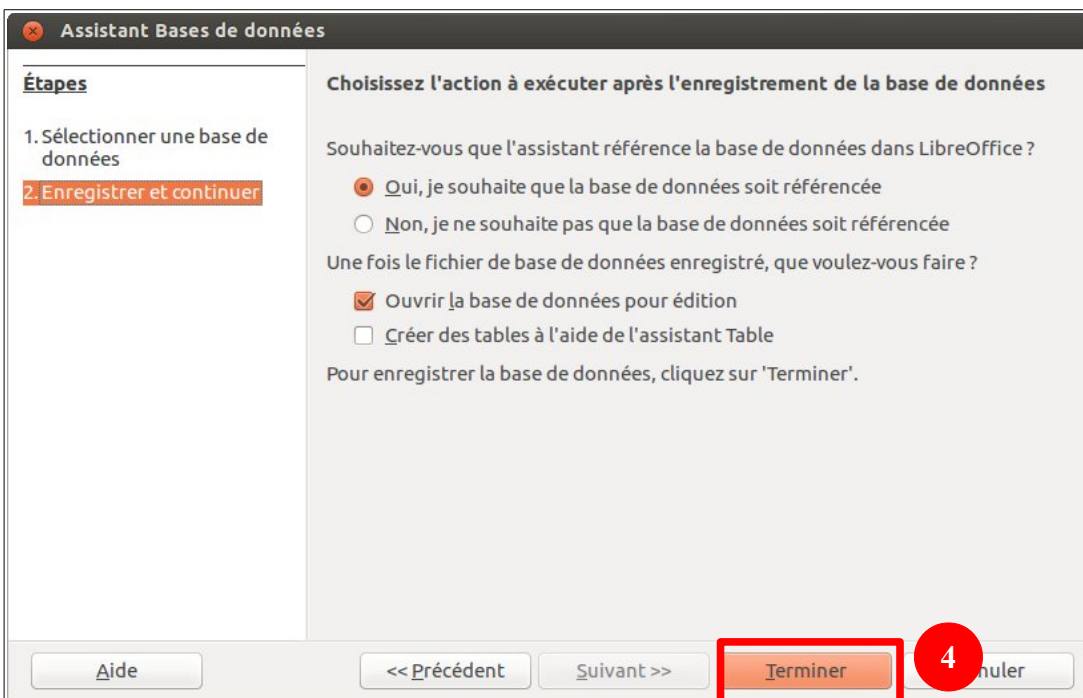 Assistant Bases de données
Étapes
1. Sélectionner une base de
données
2. Enregistrer et continuer
Choisissez l'action à exécuter après l'enregistrement de la base de données
Souhaitez-vous que l'assistant référence la base de données dans LibreOffice ?
Oui, je souhaite que la base de données soit référencée
Non, je ne souhaite pas que la base de données soit référencée
Une fois le fichier de base de données enregistré, que voulez-vous faire ?
Ouvrir la base de données pour édition
Créer des tables à l'aide de l'assistant Table
Pour enregistrer la base de données, cliquez sur 'Terminer'.
Aide
<< Précédent
Suivant >>
Terminer
4
nuler